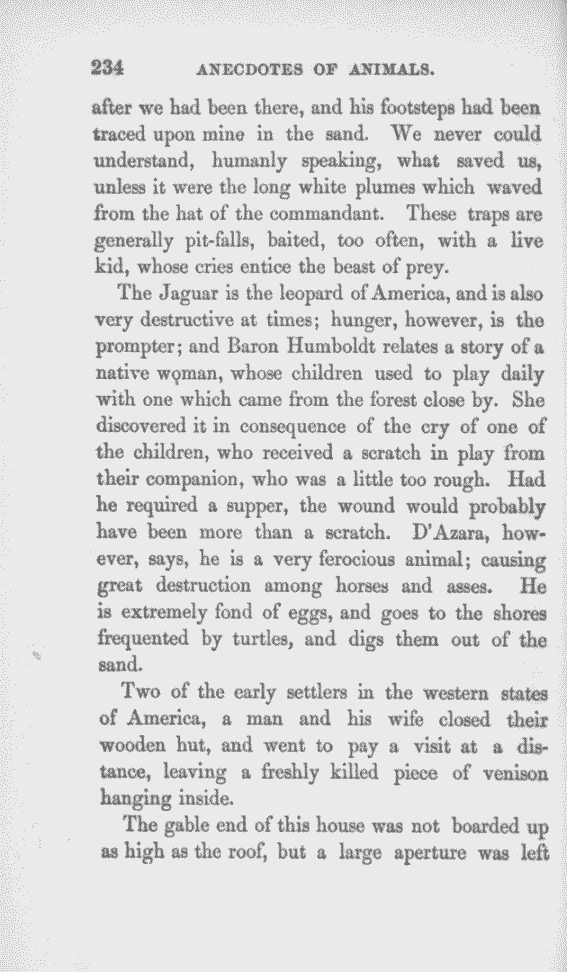 234 ANECDOTES OF ANIMALS.
after we had been there, and his footsteps had been
traced upon mine in the sand. We never could
understand, humanly speaking, what saved us,
unless it were the long white plumes which waved
from the hat of the commandant. These traps are
generally pit-falls, baited, too often, with a live
kid, whose cries entice the beast of prey.
The Jaguar is the leopard of America, and is also
very destructive at times; hunger, however, is the
prompter; and Baron Humboldt relates a story of a
native woman, whose children used to play daily
with one which came from the forest close by. She
discovered it in consequence of the cry of one of
the children, who received a scratch in play from
their companion, who was a little too rough. Had
he required a supper, the wound would probably
have been more than a scratch. D'Azara, how-
ever, says, he is a very ferocious animal; causing
great destruction among horses and asses. He
is extremely fond of eggs, and goes to the shores
frequented by turtles, and digs them out of the
sand.
Two of the early settlers in the western states
of America, a man and his wife closed their
wooden hut, and went to pay a visit at a dis-
tance, leaving a freshly killed piece of venison
hanging inside.
The gable end of this house was not boarded up
as high as the roof, but a large aperture was left